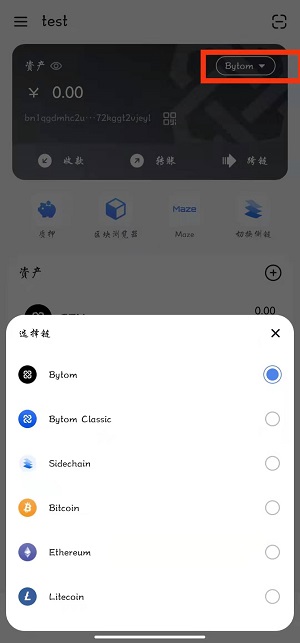 test
资产
Bytom
¥ 0.00
bn1qgdmhc2u···72kggt2ujeyl
收款
转账
跨链
质押
区块浏览器
Maze
Maze
切换侧链
资产
0.00
选择链
Bytom
Bytom Classic
Sidechain
Bitcoin
Ethereum
Litecoin